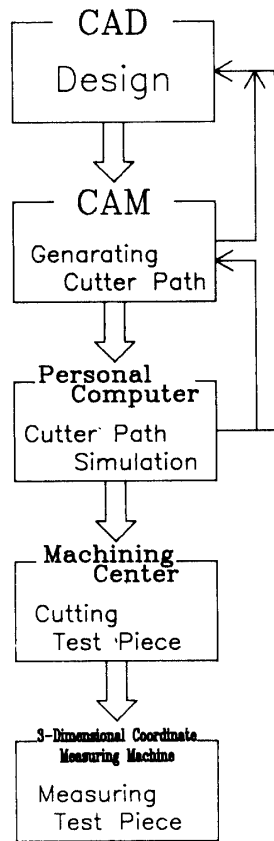 CAD
Design
CAM
Genarating
Cutter Path
Personal
Computer
Cutter Path
Simulation
Machining
Center
Cutting
Test Piece
3-Dimensional Coordinate
Measuring Machine
Measuring
Test Piece